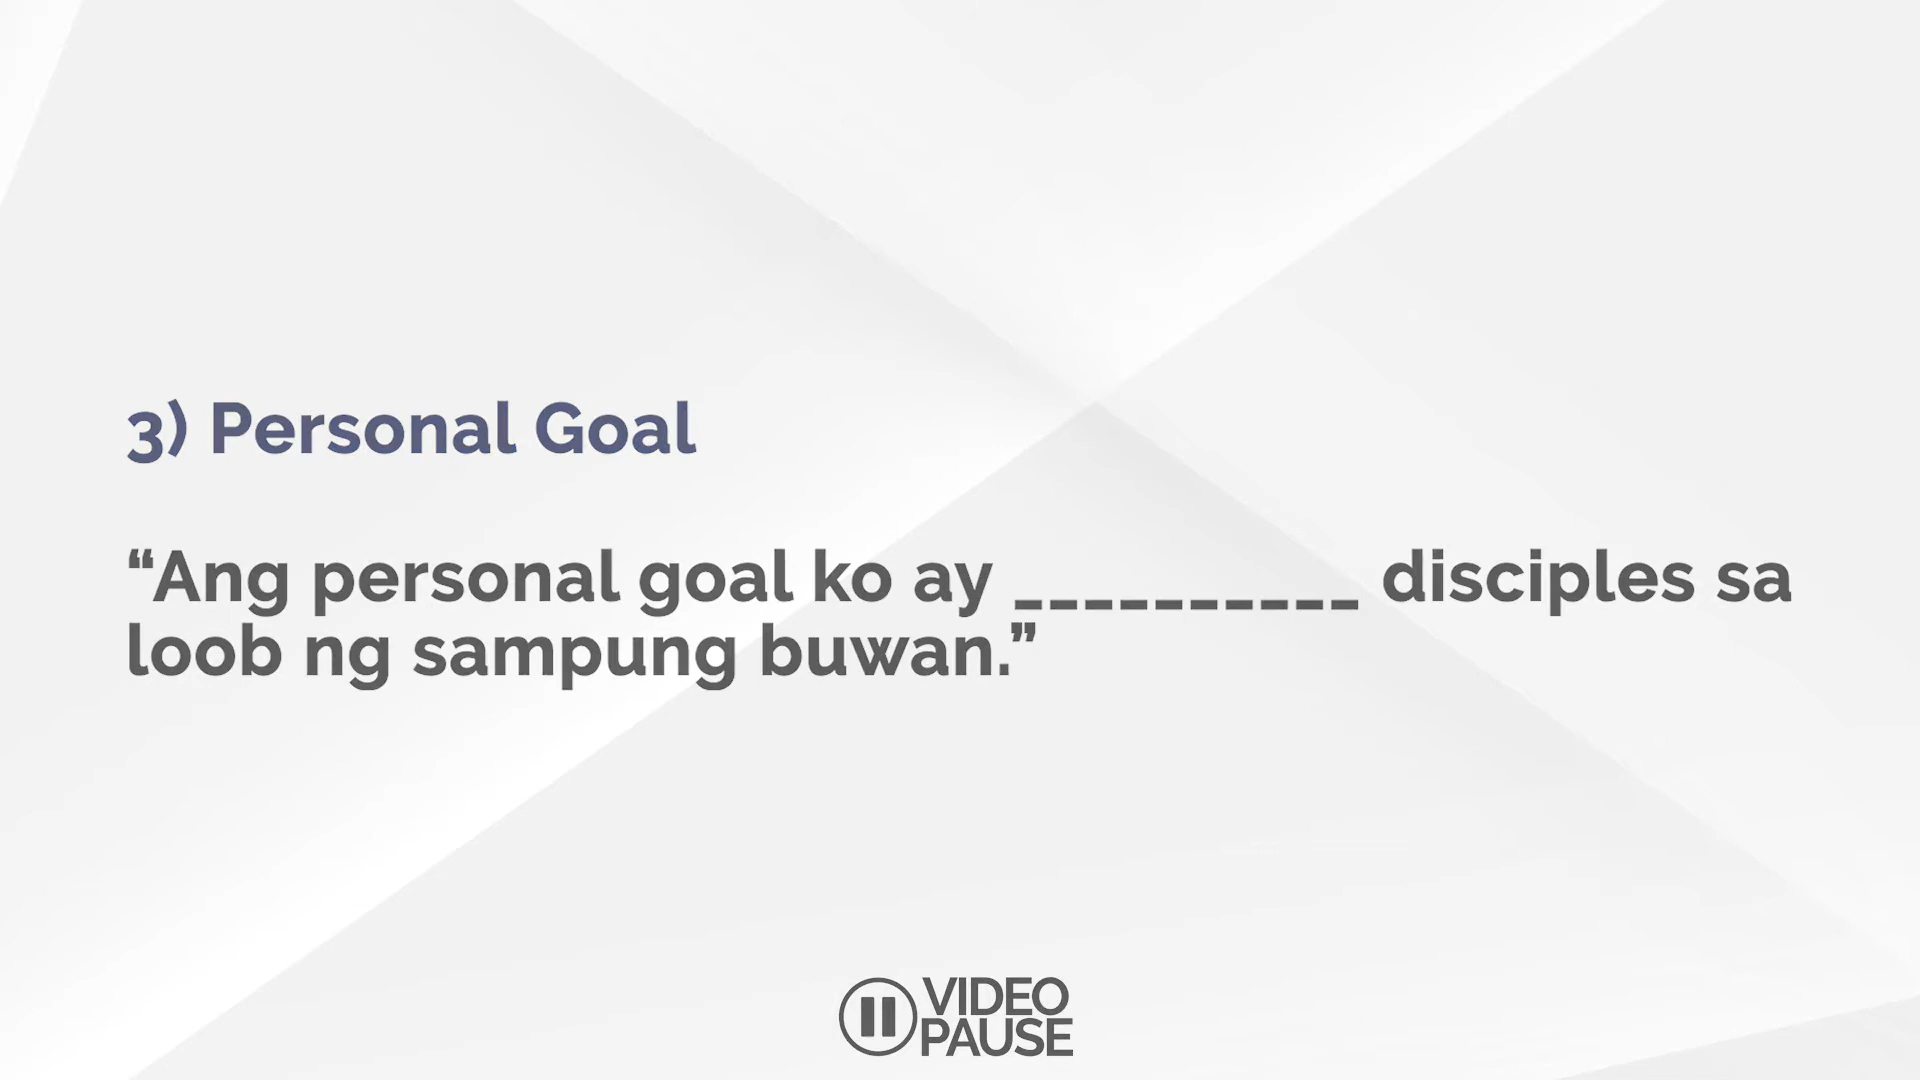 3) Personal Goal
“Ang personal goal ko ay __________ disciples sa
loob ng sampung buwan.”
VIDEO
PAUSE